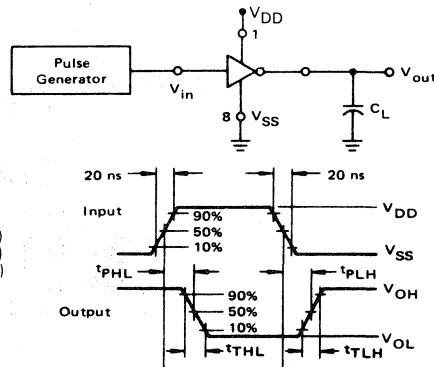 VDD
1
Pulse
Generator
Vin
Vout
8 VSS
CL
20 ns
20 ns
Input
90%
50%
10%
VDD
VSS
tPHL
tPLH
Output
90%
50%
10%
VOH
VOL
tTHL
tTLH